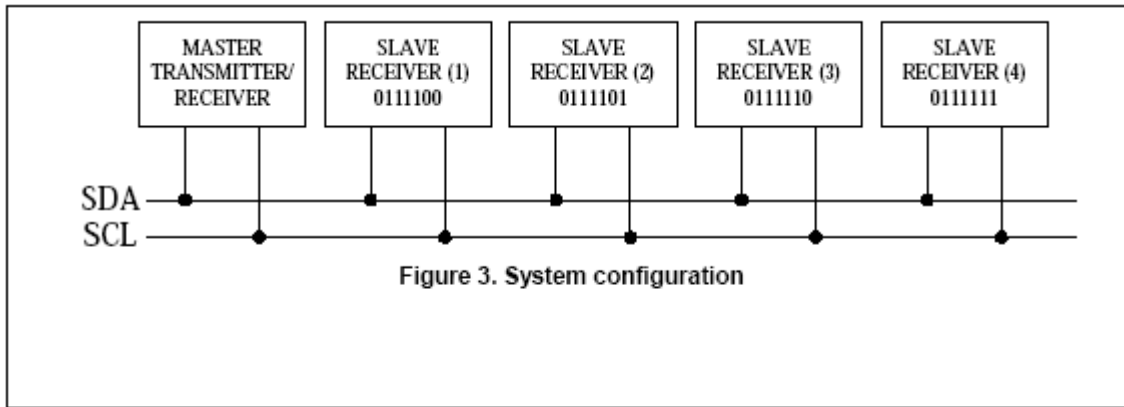 MASTER
TRANSMITTER/
RECEIVER
SLAVE
RECEIVER (1)
0111100
SLAVE
RECEIVER (2)
0111101
SLAVE
RECEIVER (3)
0111110
SLAVE
RECEIVER (4)
0111111
SDA
SCL
Figure 3. System configuration